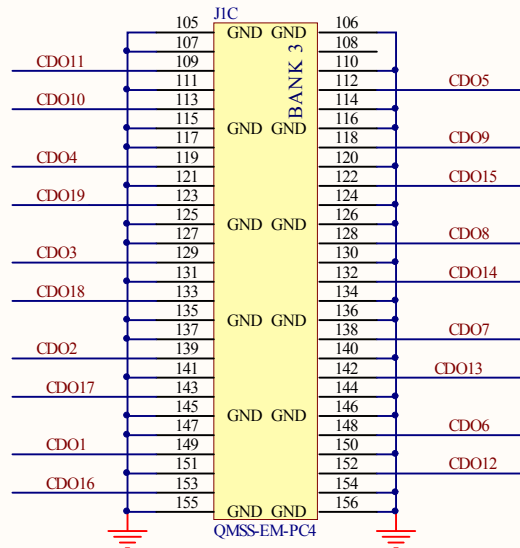 J1C
105 GND GND 106
107 108
CDO11 109 110
111 112 CDO5
CDO10 113 114
115 GND GND 116
117 118 CDO9
CDO4 119 120
121 122 CDO15
CDO19 123 124
125 GND GND 126
127 128 CDO8
CDO3 129 130
131 132 CDO14
CDO18 133 134
135 GND GND 136
137 138 CDO7
CDO2 139 140
141 142 CDO13
CDO17 143 144
145 GND GND 146
147 148 CDO6
CDO1 149 150
151 152 CDO12
CDO16 153 154
155 GND GND 156
BANK 3
QMSS-EM-PC4